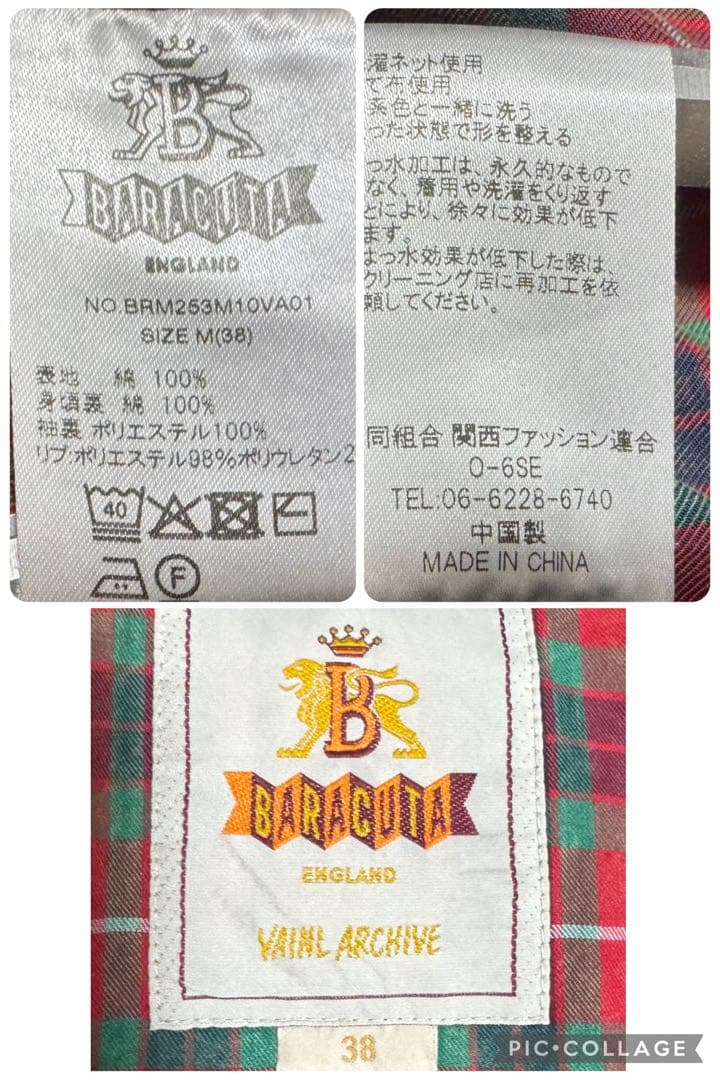 B
BARACUTA
ENGLAND
NO.BRM253M10VA01
SIZE M(38)
表地 綿 100%
身頃裏 綿 100%
袖裏 ポリエステル100%
リブ:ポリエステル98%ポリウレタン2
40
F
濯ネット使用
て布使用
系色と一緒に洗う
った状態で形を整える
っ水加工は、永久的なもので
なく、着用や洗濯をくり返す
とにより、徐々に効果が低下
ます。
はっ水効果が低下した際は、
クリーニング店に再加工を依
頼してください。
同組合 関西ファッション連合
O-6SE
TEL:06-6228-6740
中国製
MADE IN CHINA
B
BARACUTA
ENGLAND
VAINL ARCHIVE
38
PIC•COLLAGE